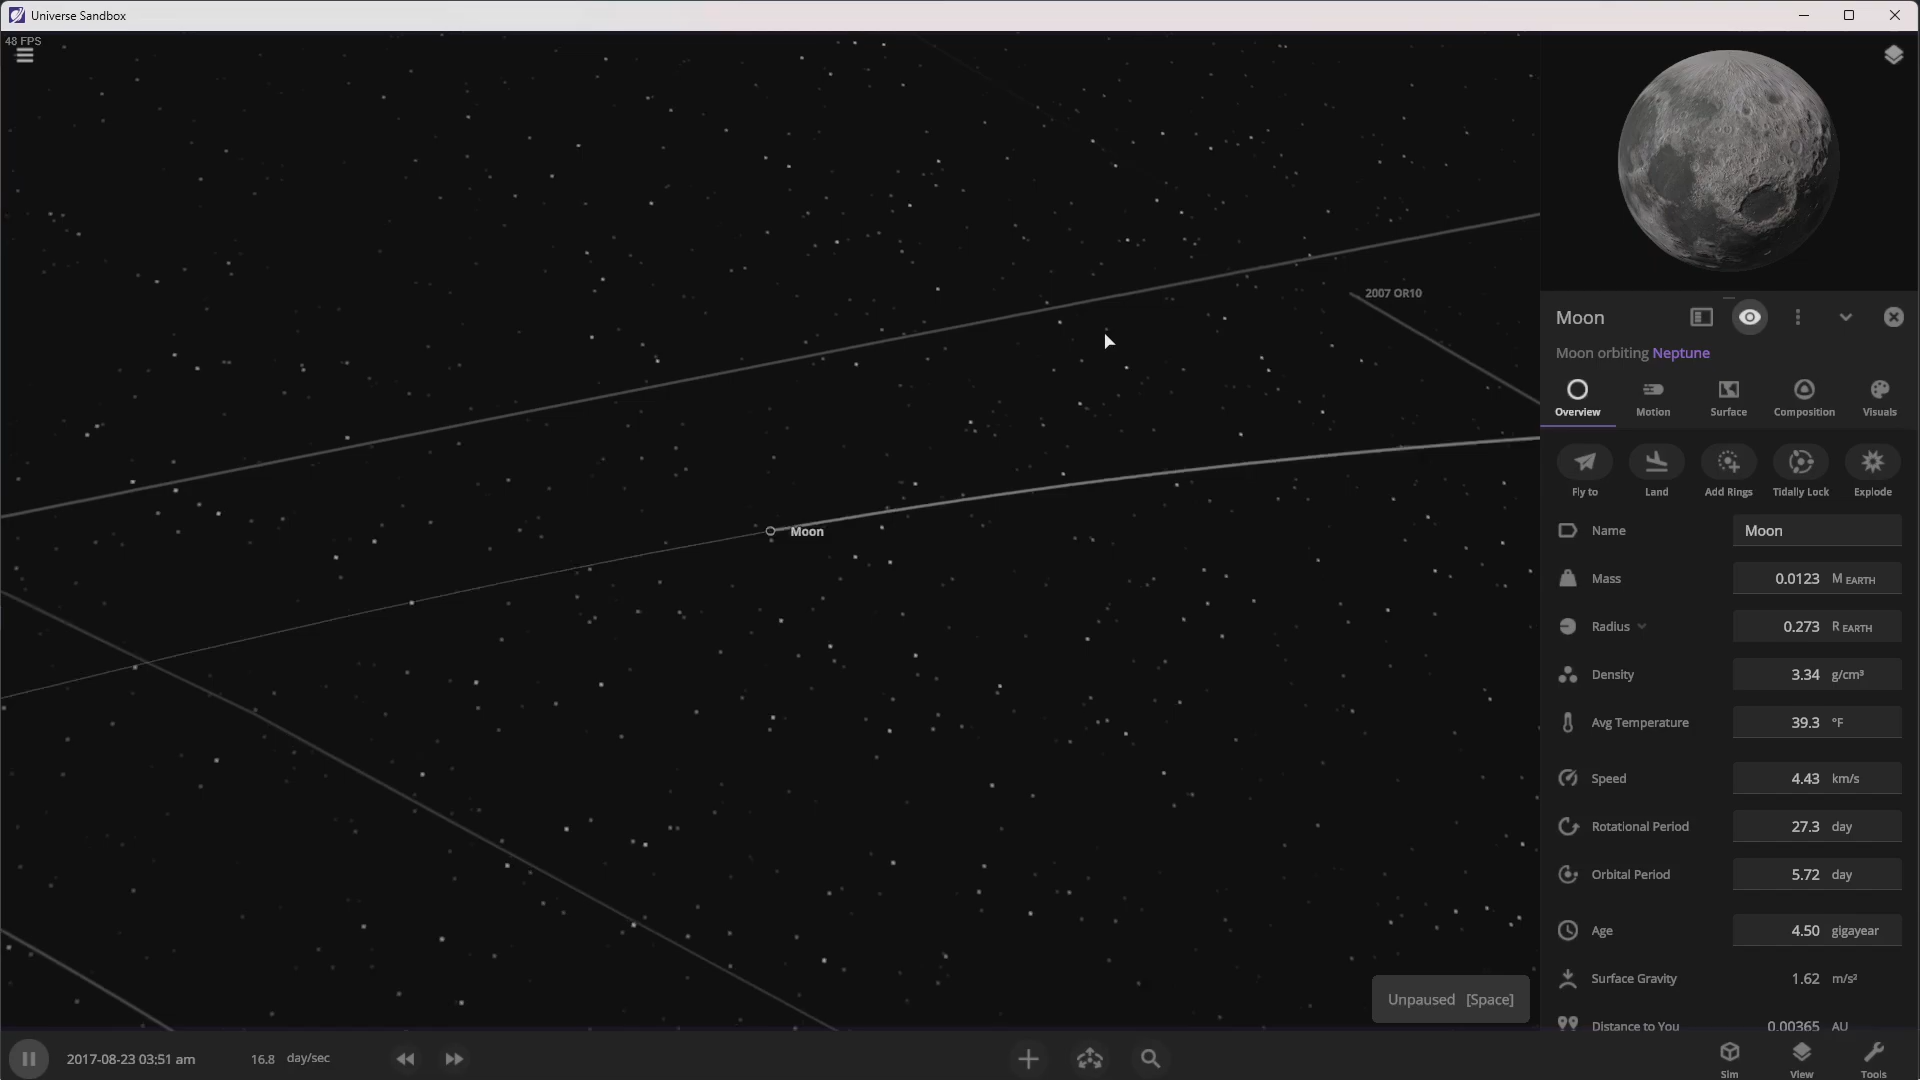 Universe Sandbox
48 FPS
2007 OR10
Moon
Unpaused [Space]
Moon
Moon orbiting Neptune
Overview Motion Surface Composition Visuals
Fly to Land Add Rings Tidally Lock Explode
Name Moon
Mass 0.0123 M EARTH
Radius 0.273 R EARTH
Density 3.34 g/cm³
Avg Temperature 39.3 °F
Speed 4.43 km/s
Rotational Period 27.3 day
Orbital Period 5.72 day
Age 4.50 gigayear
Surface Gravity 1.62 m/s²
Distance to You 0.00365 AU
2017-08-23 03:51 am 16.8 day/sec
Sim View Tools